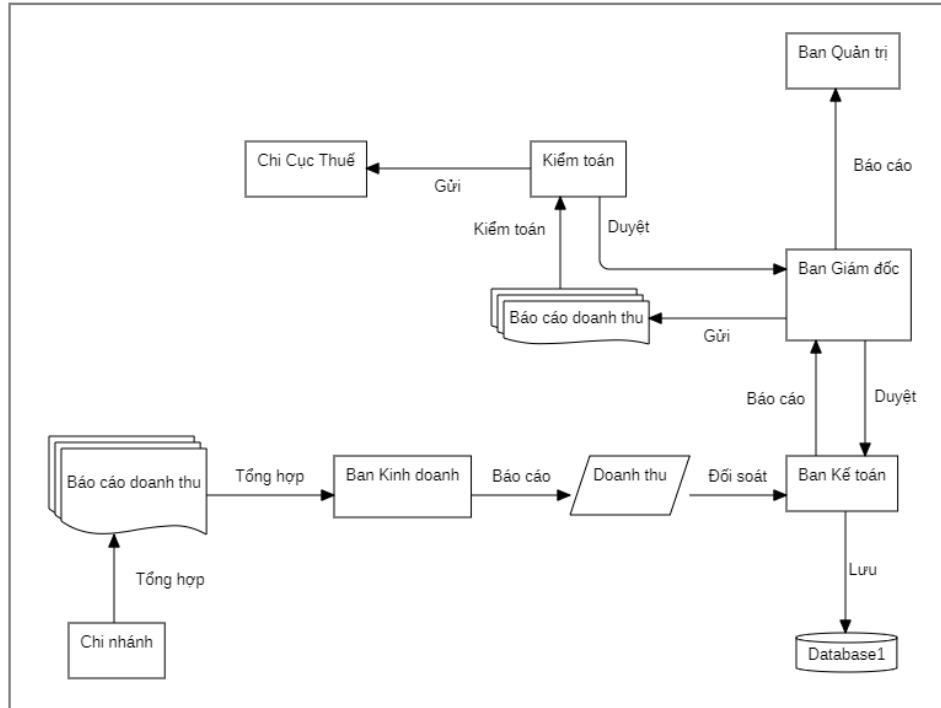 Ban Quản trị
Báo cáo
Chi Cục Thuế
Kiểm toán
Gửi
Kiểm toán
Duyệt
Ban Giám đốc
Báo cáo doanh thu
Gửi
Báo cáo
Duyệt
Báo cáo doanh thu
Tổng hợp
Ban Kinh doanh
Báo cáo
Doanh thu
Đối soát
Ban Kế toán
Tổng hợp
Lưu
Chi nhánh
Database1